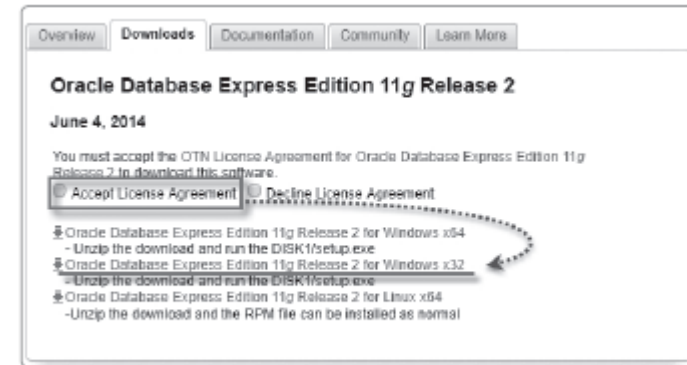 Overview Downloads Documentation Community Learn More
Oracle Database Express Edition 11g Release 2
June 4, 2014
You must accept the OTN License Agreement for Oracle Database Express Edition 11g
Release 2 to download this software.
Accept License Agreement Decline License Agreement
Oracle Database Express Edition 11g Release 2 for Windows x64
- Unzip the download and run the DISK1/setup.exe
Oracle Database Express Edition 11g Release 2 for Windows x32
- Unzip the download and run the DISK1/setup.exe
Oracle Database Express Edition 11g Release 2 for Linux x64
-Unzip the download and the RPM file can be installed as normal